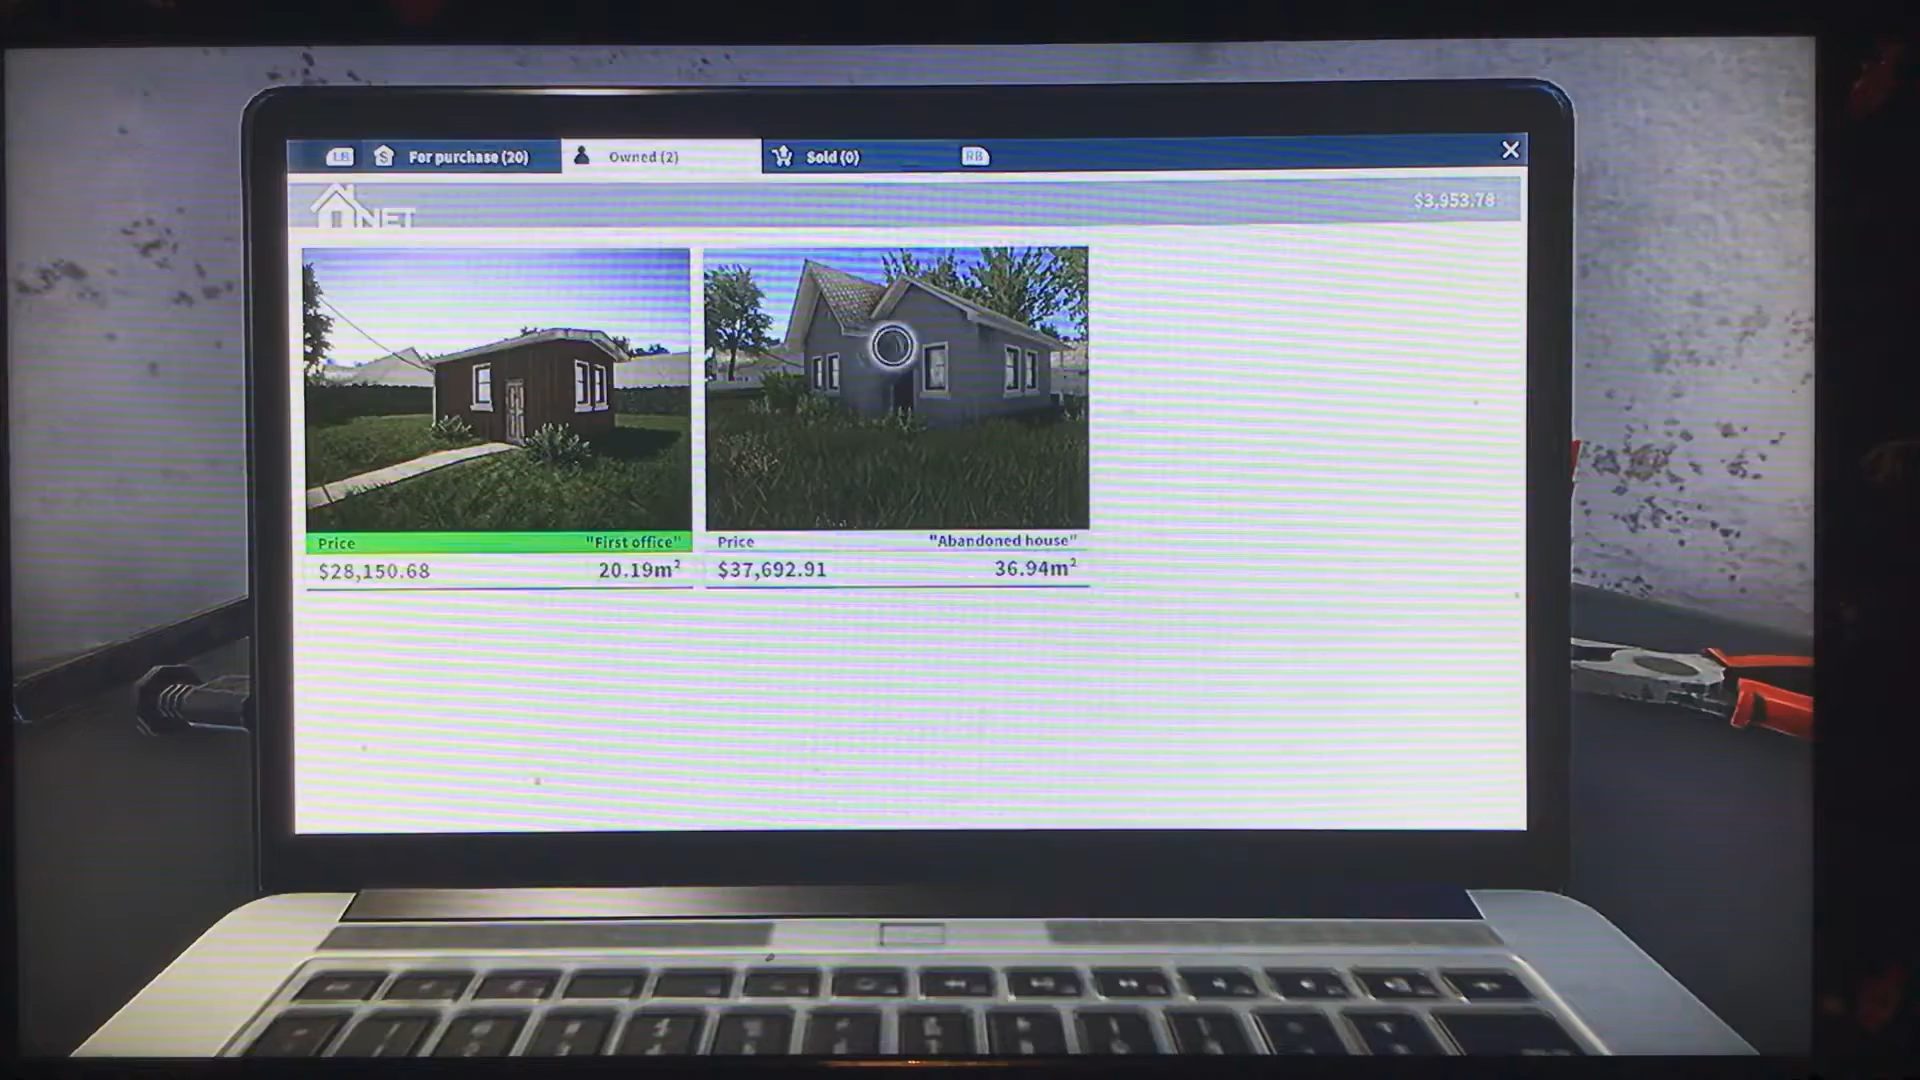 LB For purchase (20) Owned (2) Sold (0) RB
NET
$3,953.78
Price "First office"
$28,150.68 20.19m²
Price "Abandoned house"
$37,692.91 36.94m²